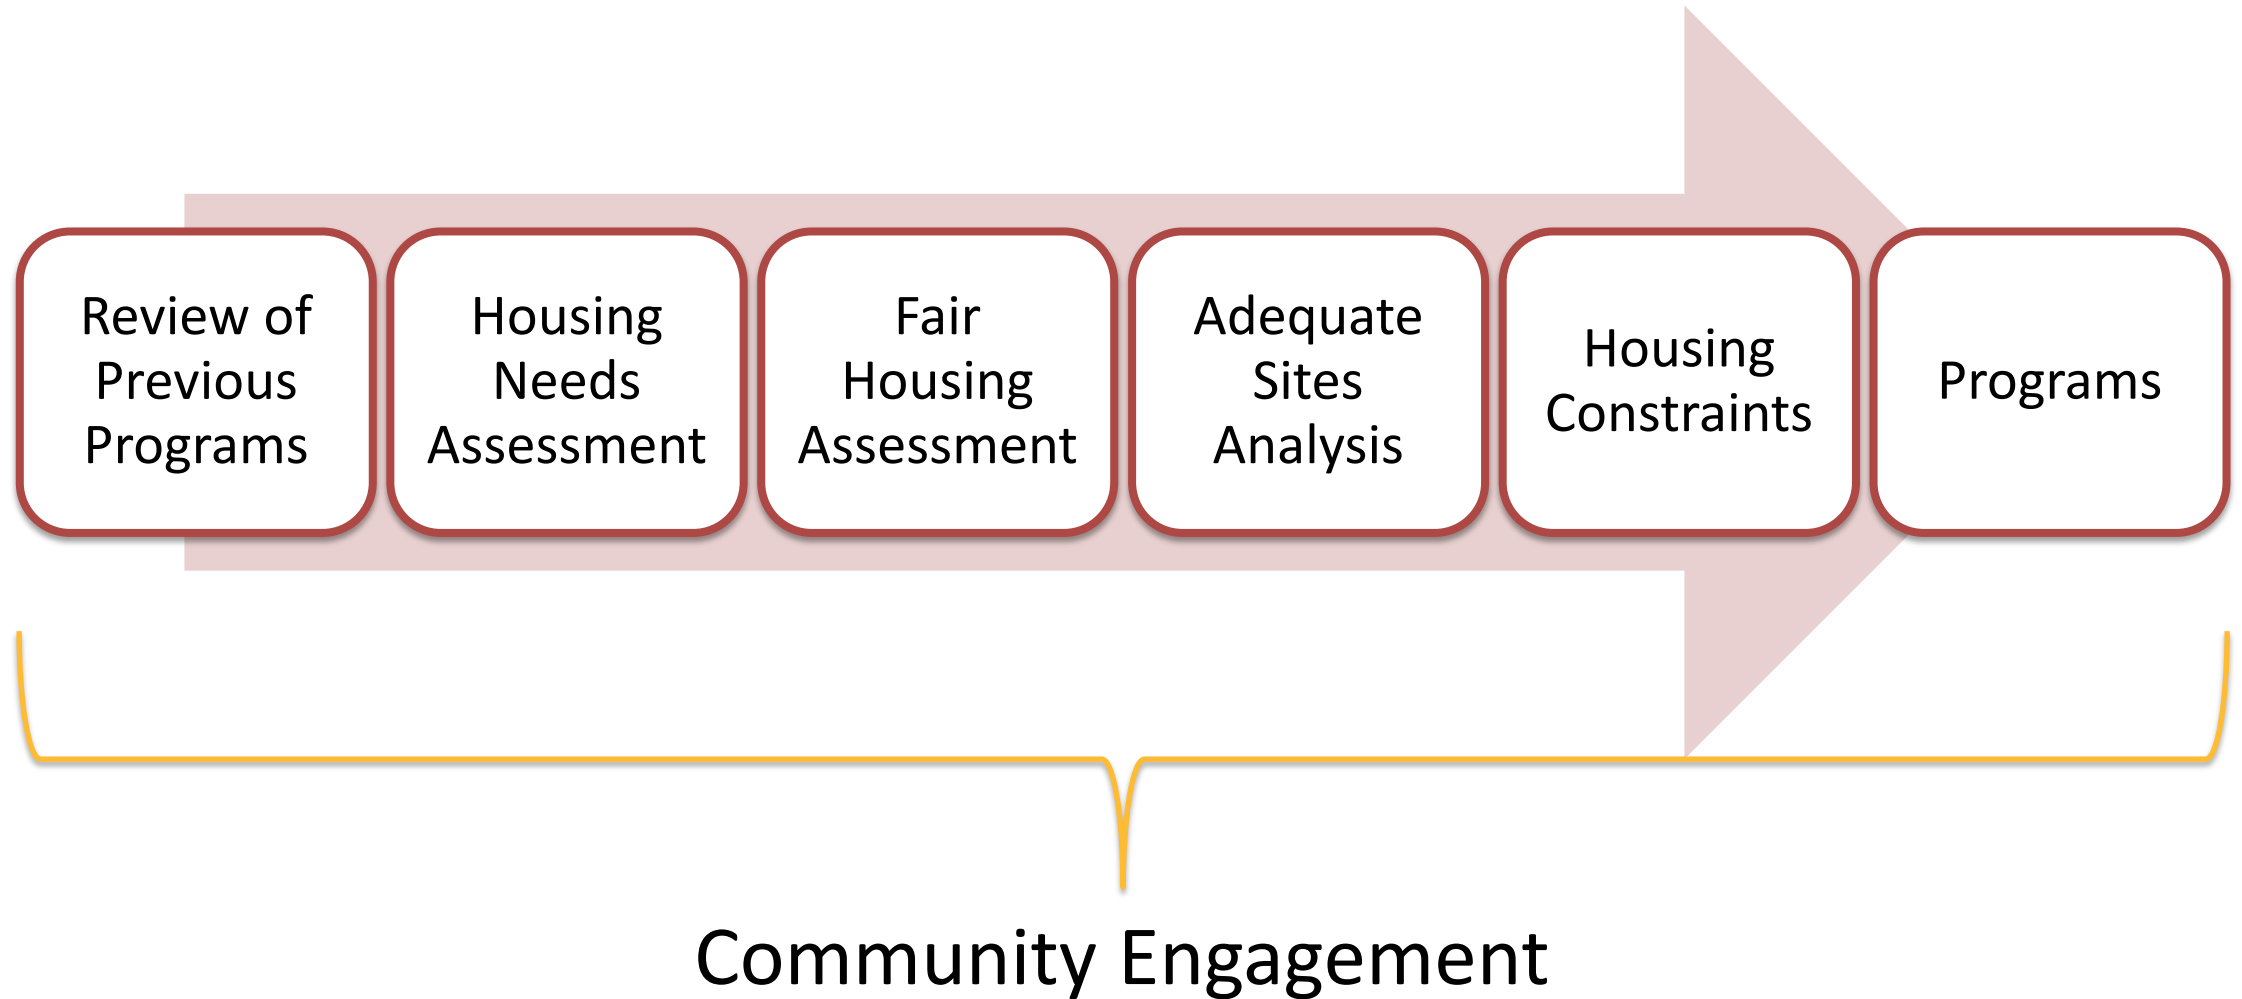 Review of
Previous
Programs
Housing
Needs
Assessment
Fair
Housing
Assessment
Adequate
Sites
Analysis
Housing
Constraints
Programs
Community Engagement